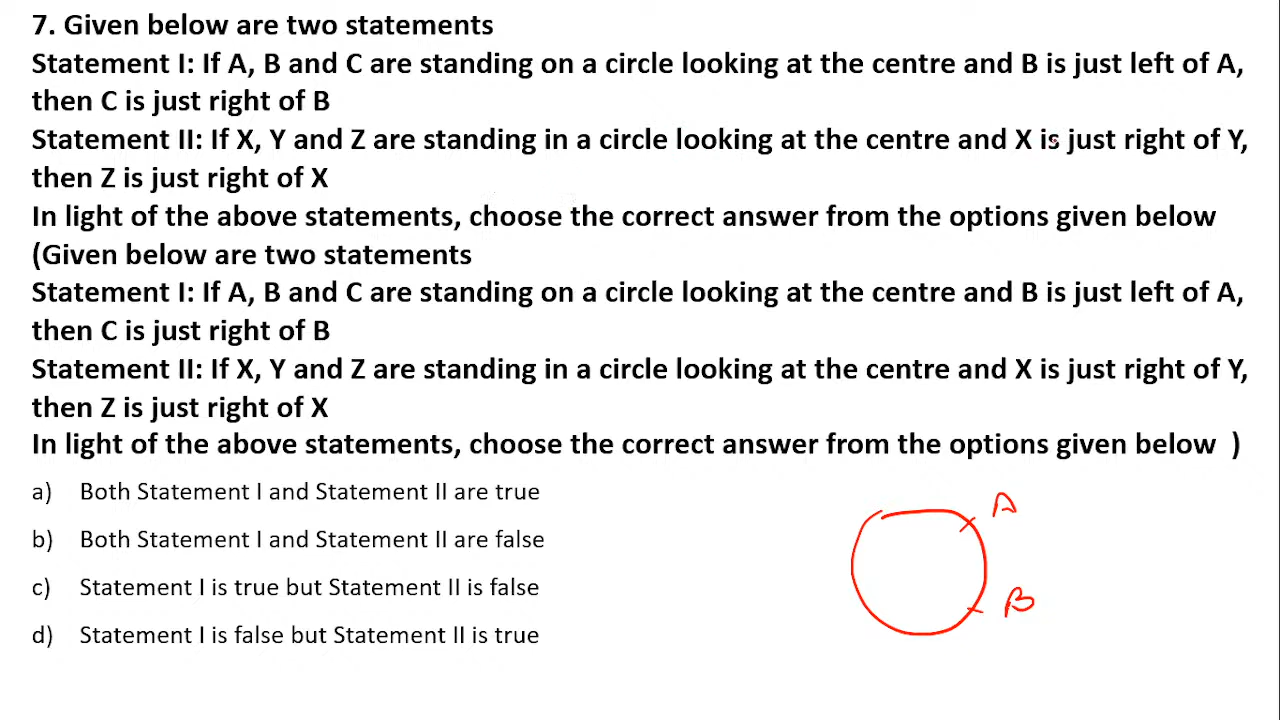 7. Given below are two statements
Statement I: If A, B and C are standing on a circle looking at the centre and B is just left of A,
then C is just right of B
Statement II: If X, Y and Z are standing in a circle looking at the centre and X is just right of Y,
then Z is just right of X
In light of the above statements, choose the correct answer from the options given below
(Given below are two statements
Statement I: If A, B and C are standing on a circle looking at the centre and B is just left of A,
then C is just right of B
Statement II: If X, Y and Z are standing in a circle looking at the centre and X is just right of Y,
then Z is just right of X
In light of the above statements, choose the correct answer from the options given below )
a) Both Statement I and Statement II are true
b) Both Statement I and Statement II are false
c) Statement I is true but Statement II is false
d) Statement I is false but Statement II is true
A
B